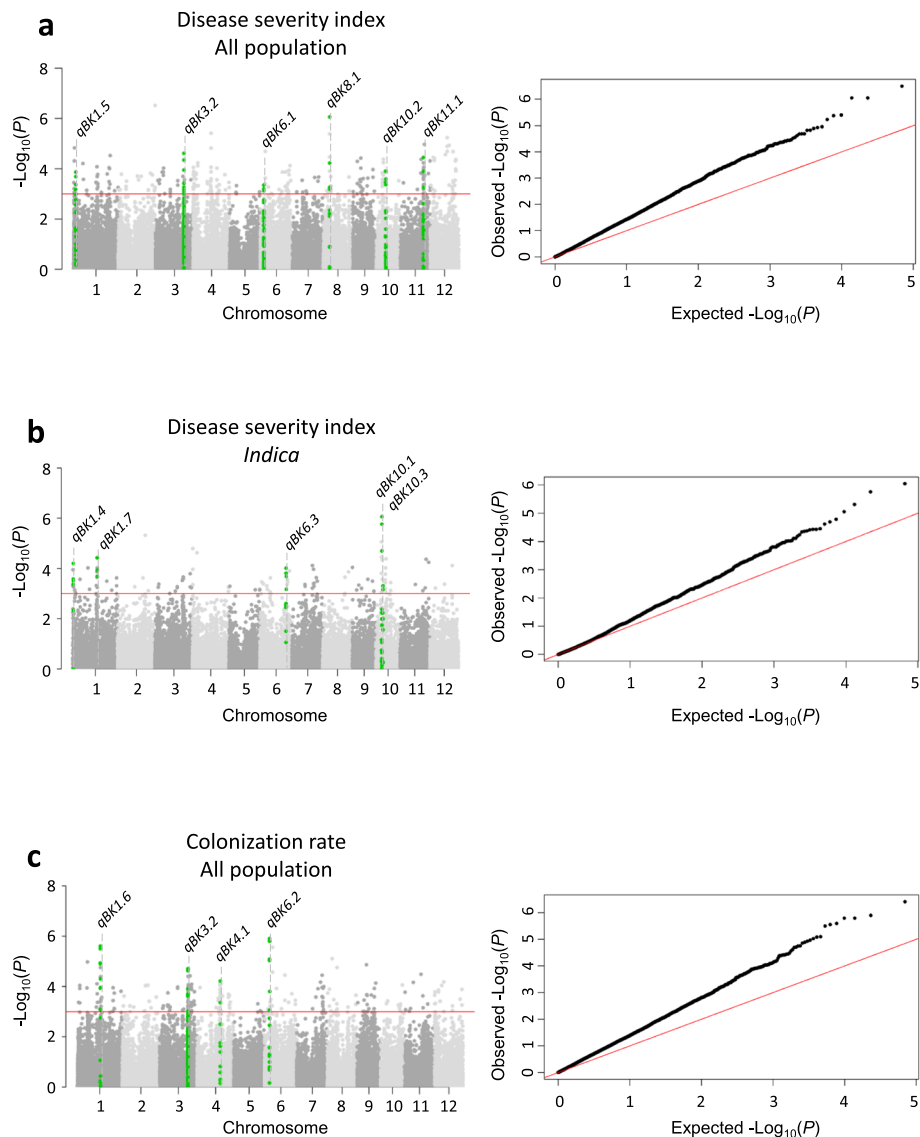 a
Disease severity index
All population
8
6
4
2
0
-Log10(P)
qBK1.5
qBK3.2
qBK6.1
qBK8.1
qBK10.2
qBK11.1
1 2 3 4 5 6 7 8 9 10 11 12
Chromosome
Observed -Log10(P)
6
5
4
3
2
1
0
0 1 2 3 4 5
Expected -Log10(P)
b
Disease severity index
Indica
8
6
4
2
0
-Log10(P)
qBK1.4
qBK1.7
qBK6.3
qBK10.1
qBK10.3
1 2 3 4 5 6 7 8 9 10 11 12
Chromosome
Observed -Log10(P)
6
5
4
3
2
1
0
0 1 2 3 4 5
Expected -Log10(P)
c
Colonization rate
All population
8
6
4
2
0
-Log10(P)
qBK1.6
qBK3.2
qBK4.1
qBK6.2
1 2 3 4 5 6 7 8 9 10 11 12
Chromosome
Observed -Log10(P)
6
5
4
3
2
1
0
0 1 2 3 4 5
Expected -Log10(P)